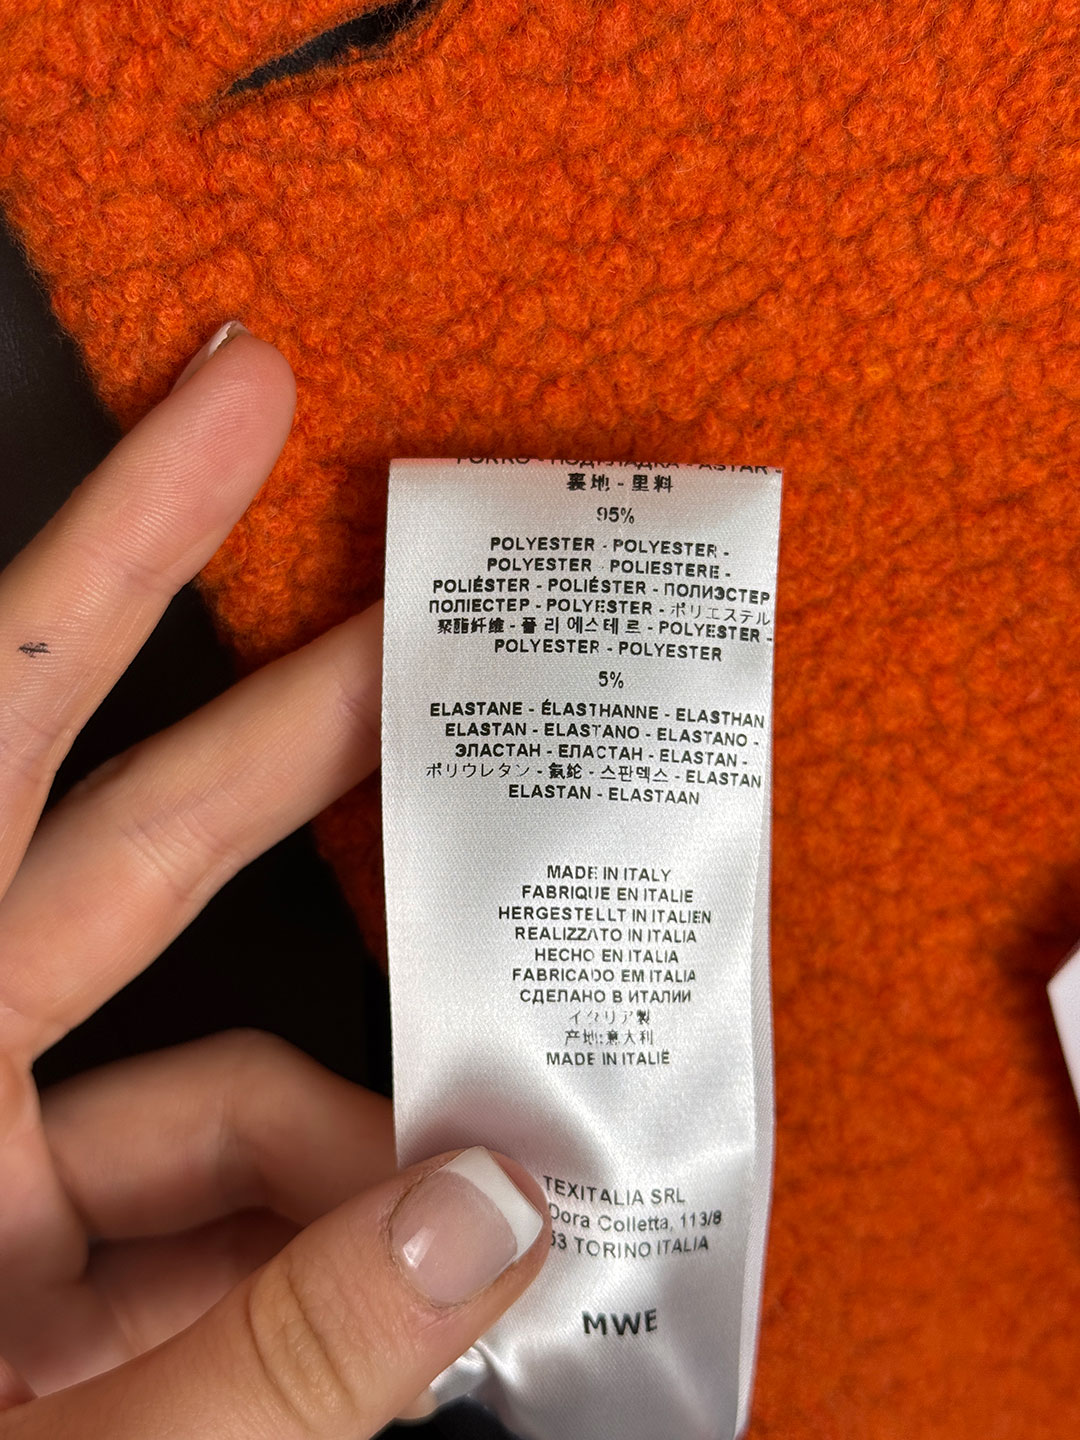 ПОДКЛАДКА - ASTAR -
裏地 - 里料
95%
POLYESTER - POLYESTER -
POLYESTER - POLIESTERE -
POLIÉSTER - POLIÉSTER - ПОЛИЭСТЕР
ПОЛІЕСТЕР - POLYESTER - ポリエステル
聚酯纤维 - 폴리에스테르 - POLYESTER -
POLYESTER - POLYESTER
5%
ELASTANE - ÉLASTHANNE - ELASTHAN
ELASTAN - ELASTANO - ELASTANO -
ЭЛАСТАН - ЕЛАСТАН - ELASTAN -
ポリウレタン - 氨纶 - 스판덱스 - ELASTAN
ELASTAN - ELASTAAN
MADE IN ITALY
FABRIQUE EN ITALIE
HERGESTELLT IN ITALIEN
REALIZZATO IN ITALIA
HECHO EN ITALIA
FABRICADO EM ITALIA
СДЕЛАНО В ИТАЛИИ
イタリア製
产地:意大利
MADE IN ITALIË
TEXITALIA SRL
Dora Colletta, 113/8
53 TORINO ITALIA
MWE